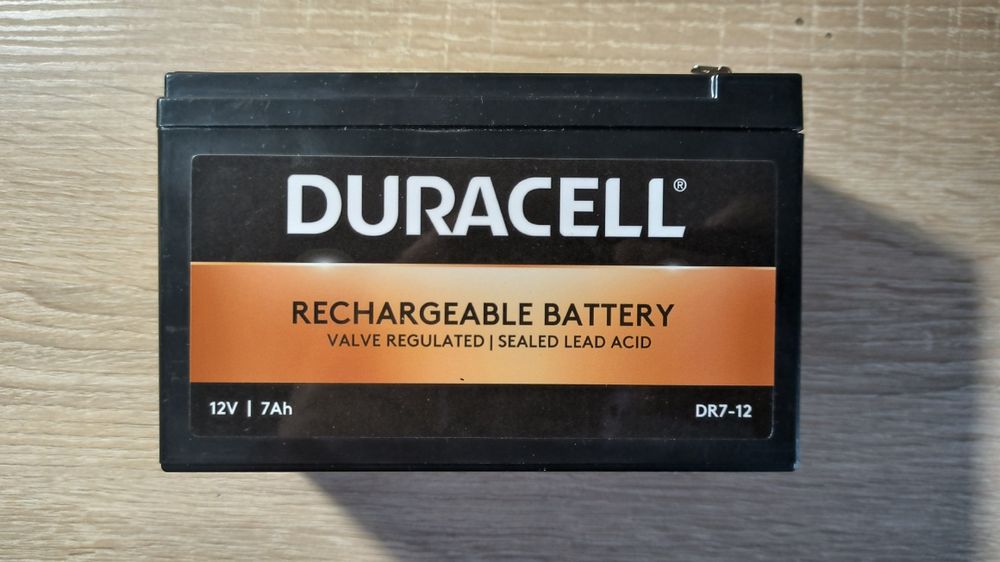 DURACELL®
RECHARGEABLE BATTERY
VALVE REGULATED | SEALED LEAD ACID
12V | 7Ah
DR7-12